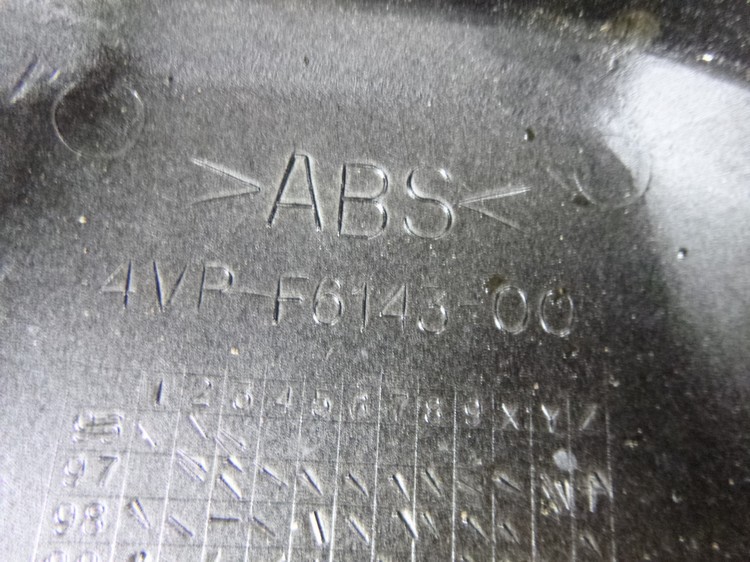 >ABS<
4VP-F6143-00
1 2 3 4 5 6 7 8 9 X Y Z
97
98